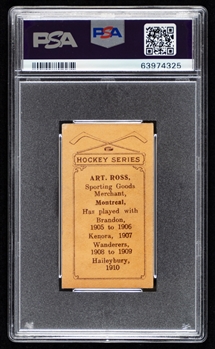 PSA
PSA
63974325
HOCKEY SERIES
ART. ROSS,
Sporting Goods
Merchant,
Montreal,
Has played with
Brandon,
1905 to 1906
Kenora, 1907
Wanderers,
1908 to 1909
Haileybury,
1910